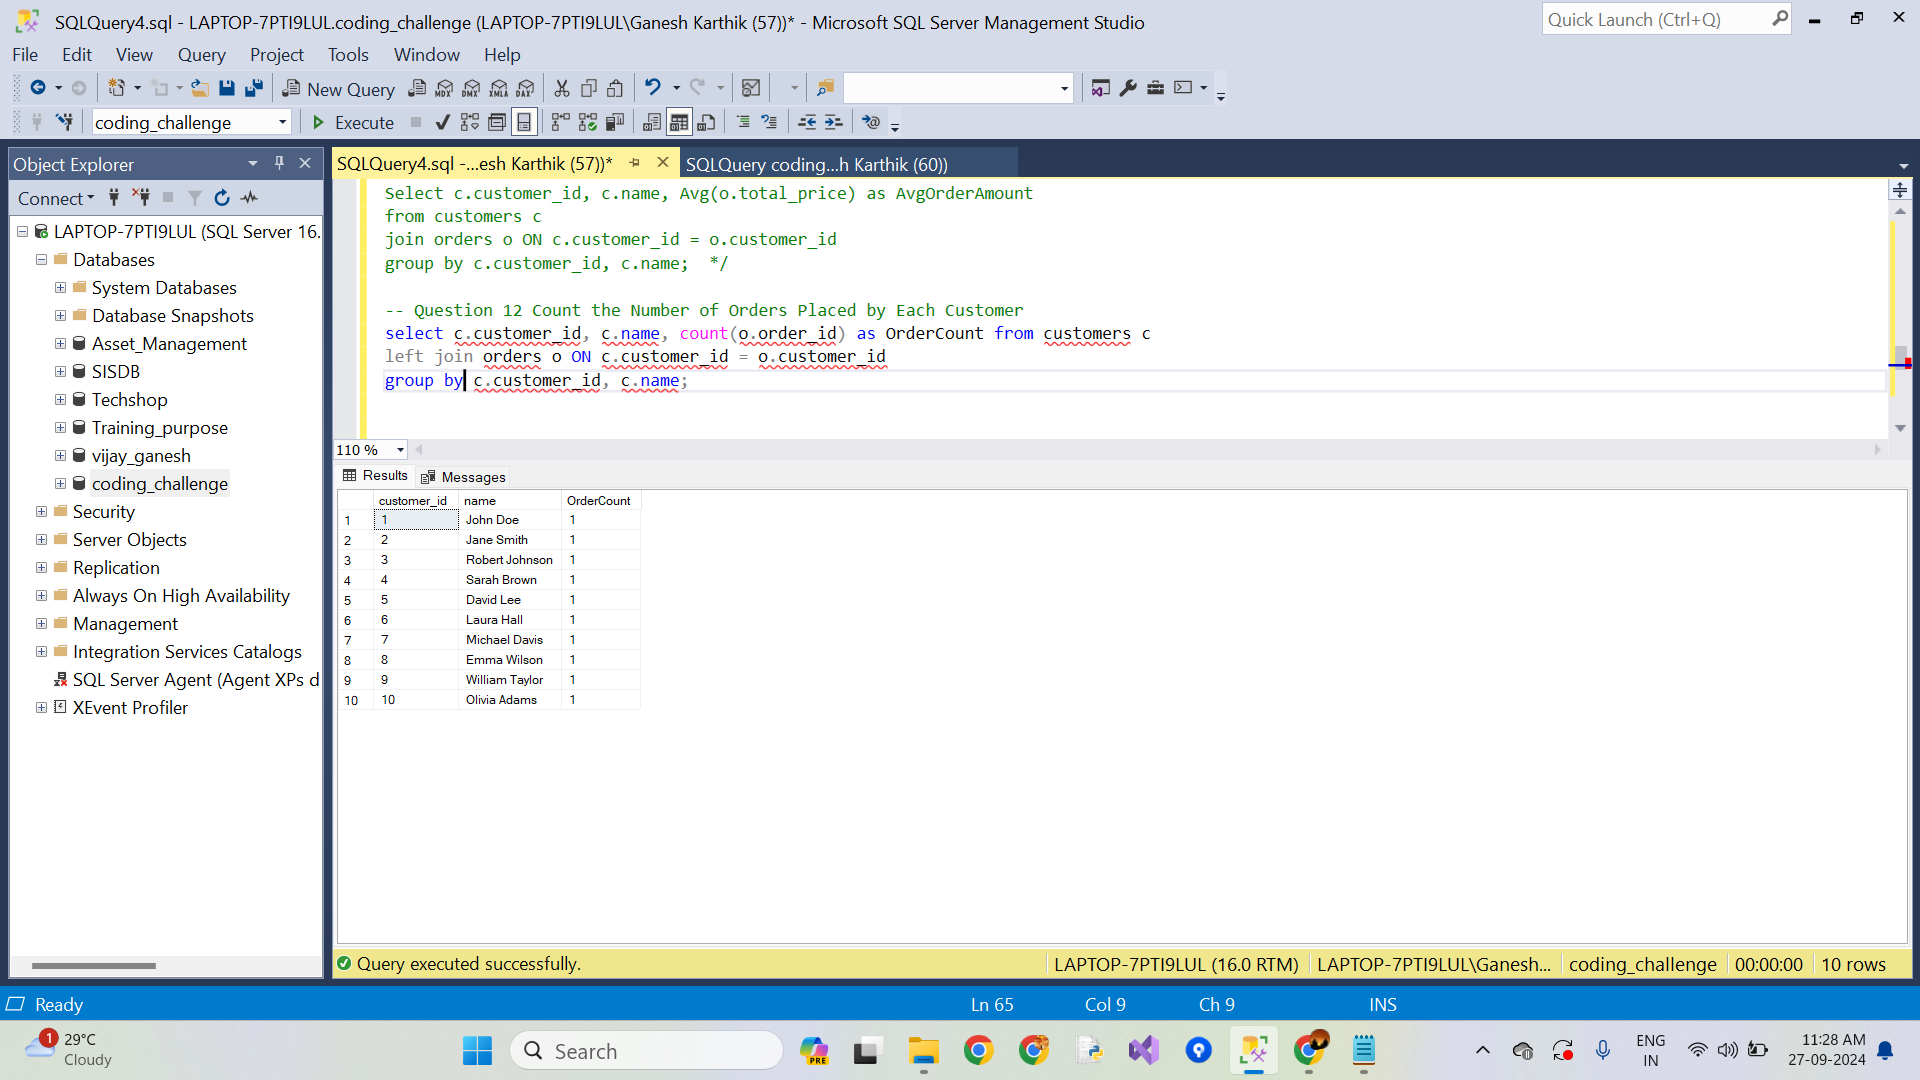 SQLQuery4.sql - LAPTOP-7PTI9LUL.coding_challenge (LAPTOP-7PTI9LUL\Ganesh Karthik (57))* - Microsoft SQL Server Management Studio
Quick Launch (Ctrl+Q)
File Edit View Query Project Tools Window Help
New Query MDX DMX XMLA DAX
coding_challenge Execute
Object Explorer
SQLQuery4.sql -...esh Karthik (57))* SQLQuery coding...h Karthik (60))
Connect
LAPTOP-7PTI9LUL (SQL Server 16.
Databases
System Databases
Database Snapshots
Asset_Management
SISDB
Techshop
Training_purpose
vijay_ganesh
coding_challenge
Security
Server Objects
Replication
Always On High Availability
Management
Integration Services Catalogs
SQL Server Agent (Agent XPs d
XEvent Profiler
Select c.customer_id, c.name, Avg(o.total_price) as AvgOrderAmount
from customers c
join orders o ON c.customer_id = o.customer_id
group by c.customer_id, c.name;  */
-- Question 12 Count the Number of Orders Placed by Each Customer
select c.customer_id, c.name, count(o.order_id) as OrderCount from customers c
left join orders o ON c.customer_id = o.customer_id
group by c.customer_id, c.name;
110 %
Results Messages
customer_id name OrderCount
1 1 John Doe 1
2 2 Jane Smith 1
3 3 Robert Johnson 1
4 4 Sarah Brown 1
5 5 David Lee 1
6 6 Laura Hall 1
7 7 Michael Davis 1
8 8 Emma Wilson 1
9 9 William Taylor 1
10 10 Olivia Adams 1
Query executed successfully. LAPTOP-7PTI9LUL (16.0 RTM) LAPTOP-7PTI9LUL\Ganesh... coding_challenge 00:00:00 10 rows
Ready Ln 65 Col 9 Ch 9 INS
1 29°C
Cloudy
Search
PRE
ENG
IN
11:28 AM
27-09-2024